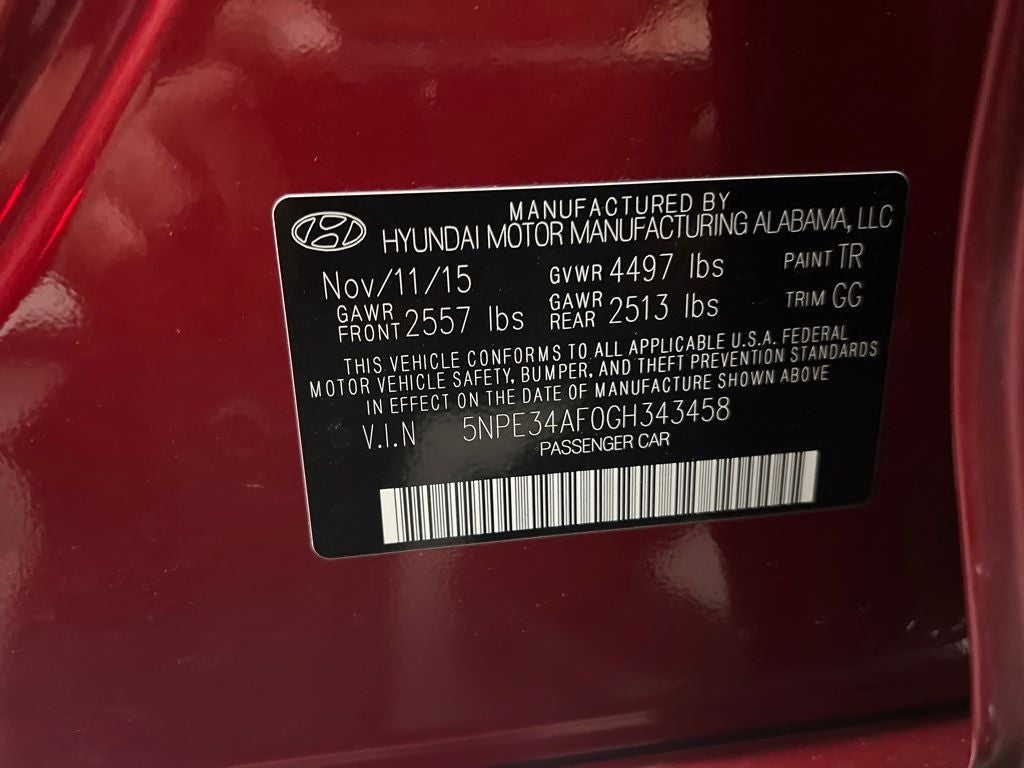 MANUFACTURED BY
HYUNDAI MOTOR MANUFACTURING ALABAMA, LLC
Nov/11/15 GVWR 4497 lbs PAINT TR
GAWR FRONT 2557 lbs GAWR REAR 2513 lbs TRIM GG
THIS VEHICLE CONFORMS TO ALL APPLICABLE U.S.A. FEDERAL
MOTOR VEHICLE SAFETY, BUMPER, AND THEFT PREVENTION STANDARDS
IN EFFECT ON THE DATE OF MANUFACTURE SHOWN ABOVE
V.I.N 5NPE34AF0GH343458
PASSENGER CAR